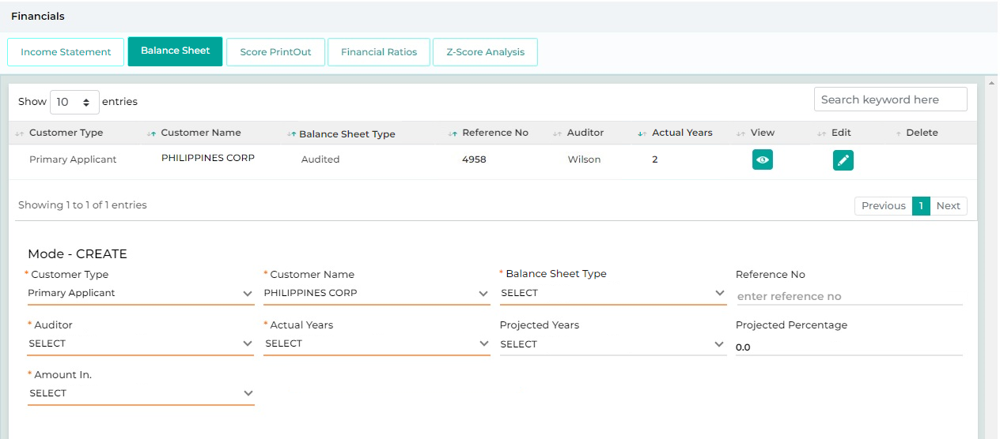 Financials
Income Statement Balance Sheet Score PrintOut Financial Ratios Z-Score Analysis
Show 10 entries Search keyword here
Customer Type Customer Name Balance Sheet Type Reference No Auditor Actual Years View Edit Delete
Primary Applicant PHILIPPINES CORP Audited 4958 Wilson 2
Showing 1 to 1 of 1 entries Previous 1 Next
Mode - CREATE
* Customer Type * Customer Name * Balance Sheet Type Reference No
Primary Applicant PHILIPPINES CORP SELECT enter reference no
* Auditor * Actual Years Projected Years Projected Percentage
SELECT SELECT SELECT 0.0
* Amount In.
SELECT